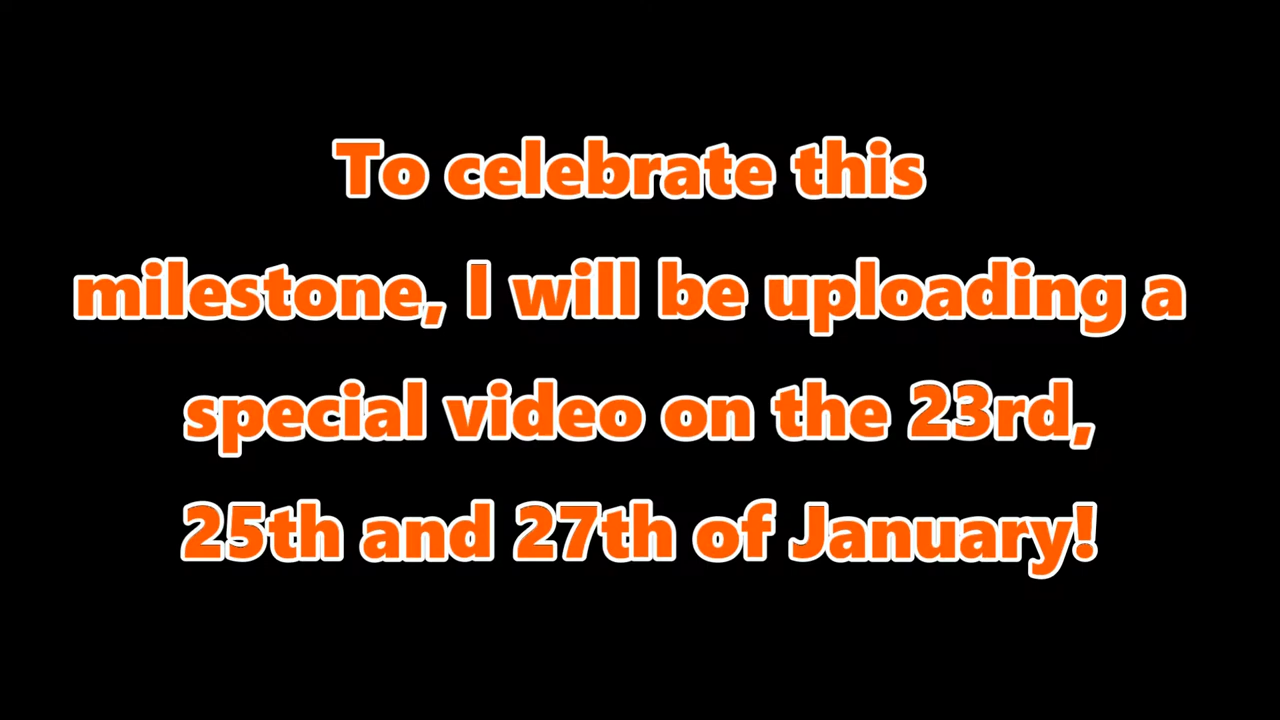 To celebrate this
milestone, I will be uploading a
special video on the 23rd,
25th and 27th of January!